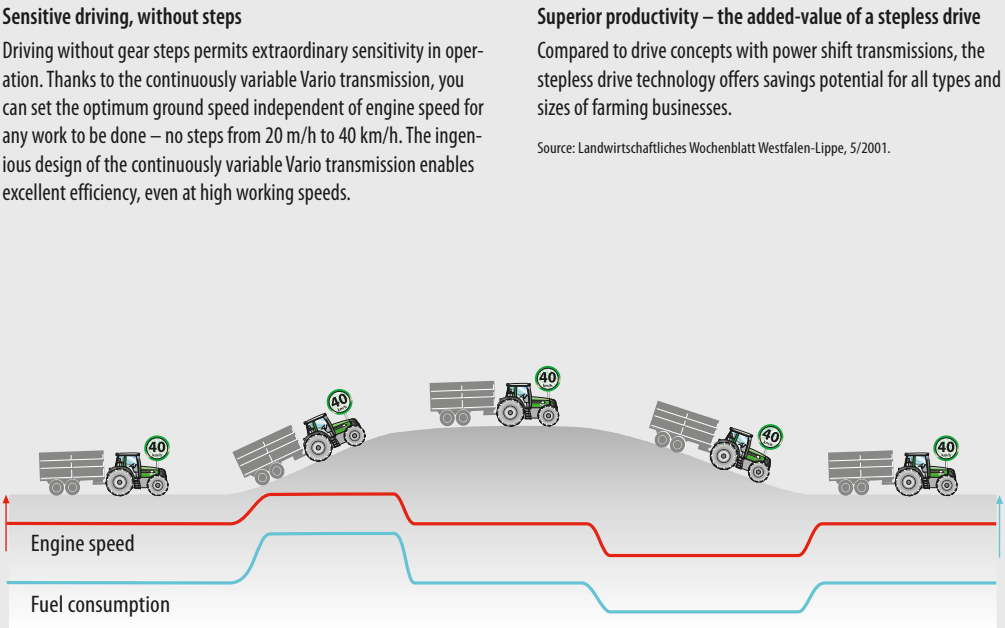 Sensitive driving, without steps
Driving without gear steps permits extraordinary sensitivity in oper-
ation. Thanks to the continuously variable Vario transmission, you
can set the optimum ground speed independent of engine speed for
any work to be done – no steps from 20 m/h to 40 km/h. The ingen-
ious design of the continuously variable Vario transmission enables
excellent efficiency, even at high working speeds.
Superior productivity – the added-value of a stepless drive
Compared to drive concepts with power shift transmissions, the
stepless drive technology offers savings potential for all types and
sizes of farming businesses.
Source: Landwirtschaftliches Wochenblatt Westfalen-Lippe, 5/2001.
40
km/h
40
km/h
40
km/h
40
km/h
40
km/h
Engine speed
Fuel consumption